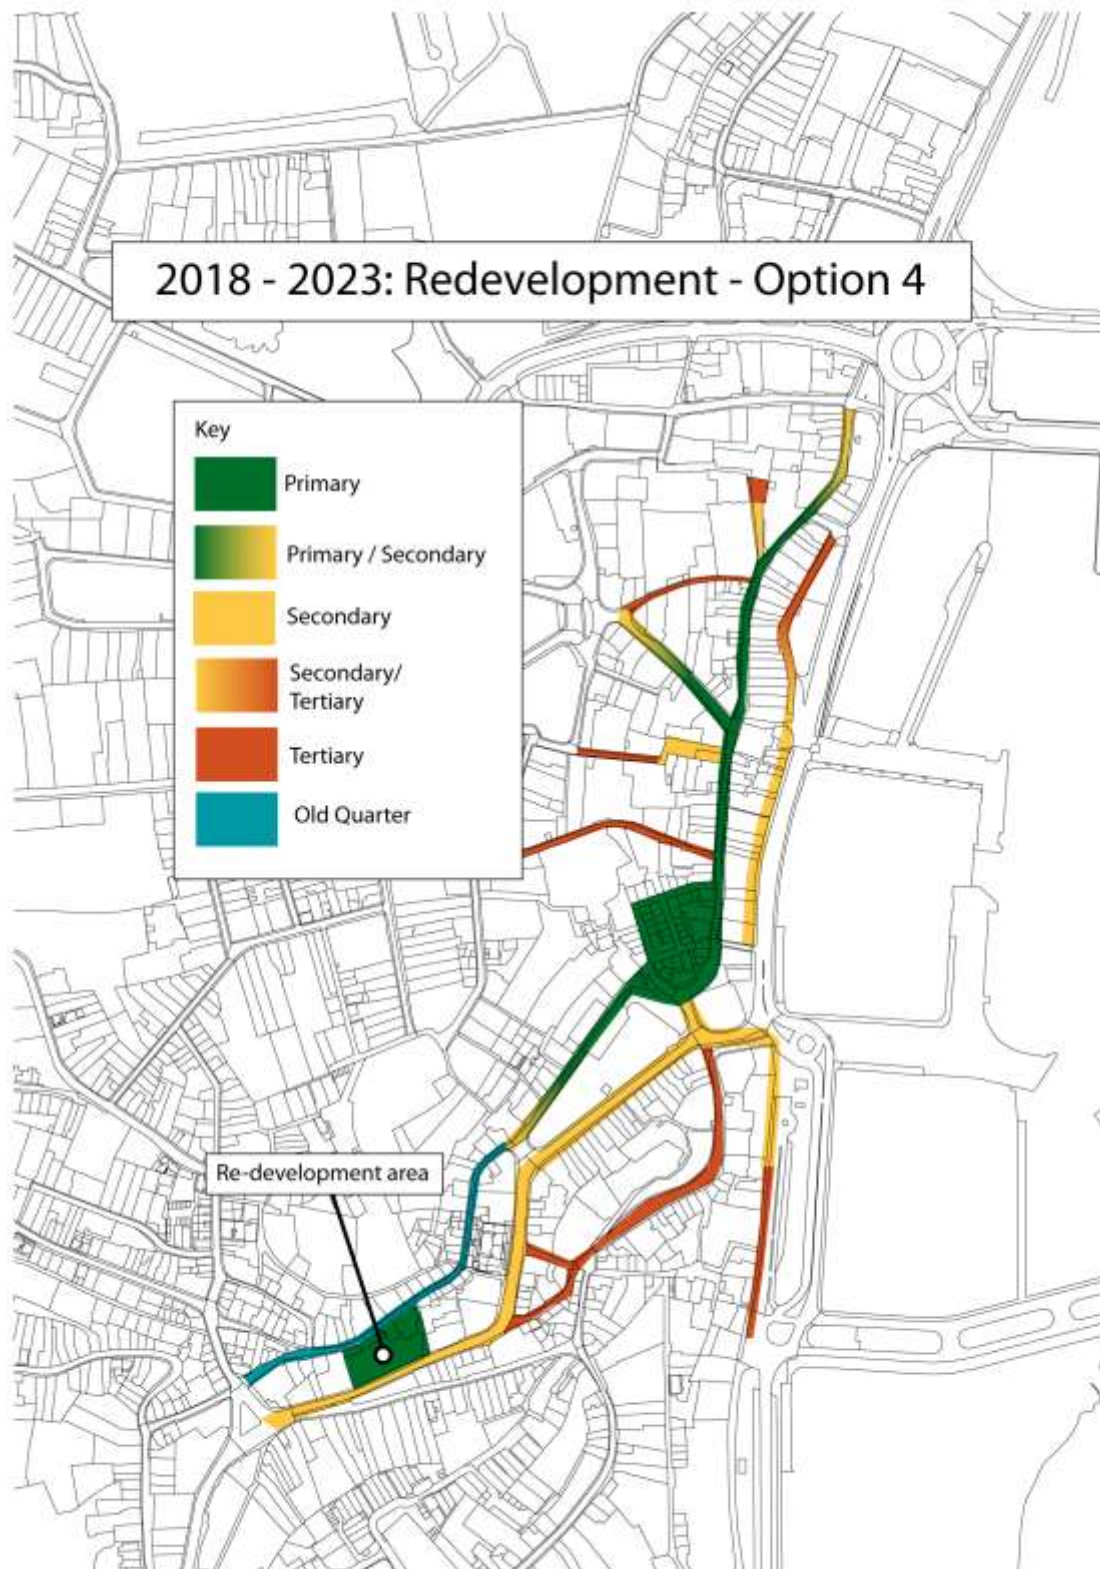 2018 - 2023: Redevelopment - Option 4
Key
Primary
Primary / Secondary
Secondary
Secondary/
Tertiary
Tertiary
Old Quarter
Re-development area